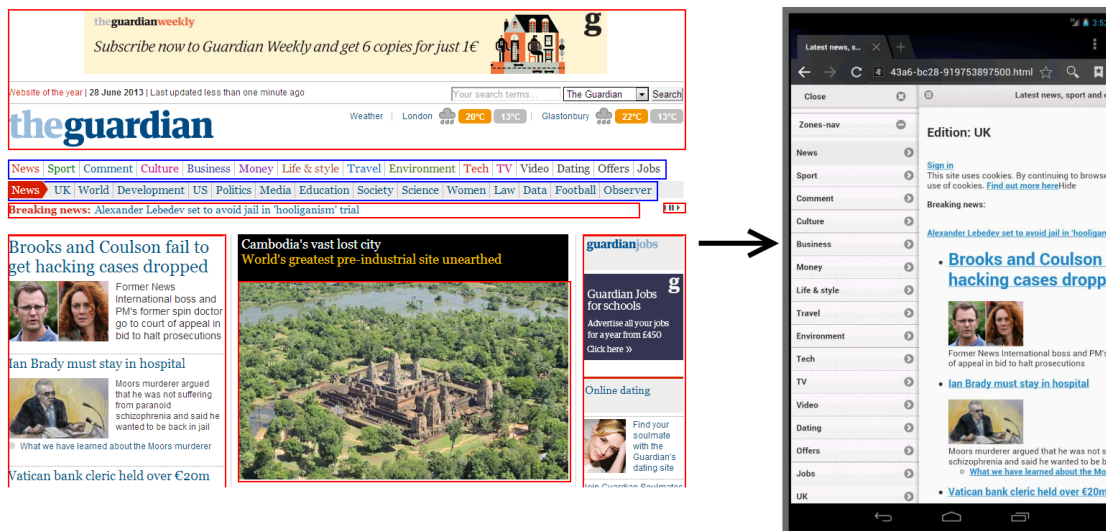 theguardianweekly
Subscribe now to Guardian Weekly and get 6 copies for just 1€
g
Website of the year | 28 June 2013 | Last updated less than one minute ago
Your search terms...
The Guardian
Search
theguardian
Weather | London 20°C 13°C | Glastonbury 22°C 13°C
News Sport Comment Culture Business Money Life & style Travel Environment Tech TV Video Dating Offers Jobs
News UK World Development US Politics Media Education Society Science Women Law Data Football Observer
Breaking news: Alexander Lebedev set to avoid jail in 'hooliganism' trial
Brooks and Coulson fail to
get hacking cases dropped
Former News
International boss and
PM's former spin doctor
go to court of appeal in
bid to halt prosecutions
Ian Brady must stay in hospital
Moors murderer argued
that he was not suffering
from paranoid
schizophrenia and said he
wanted to be back in jail
What we have learned about the Moors murderer
Vatican bank cleric held over €20m
Cambodia's vast lost city
World's greatest pre-industrial site unearthed
guardianjobs
g
Guardian Jobs
for schools
Advertise all your jobs
for a year from £450
Click here »
Online dating
Find your
soulmate
with the
Guardian's
dating site
Join Guardian Soulmates
3:52
Latest news, s...
43a6-bc28-919753897500.html
Close
Latest news, sport and
Zones-nav
News
Sport
Comment
Culture
Business
Money
Life & style
Travel
Environment
Tech
TV
Video
Dating
Offers
Jobs
UK
Edition: UK
Sign in
This site uses cookies. By continuing to browse
use of cookies. Find out more hereHide
Breaking news:
Alexander Lebedev set to avoid jail in 'hooligan
Brooks and Coulson
hacking cases dropp
Former News International boss and PM's
of appeal in bid to halt prosecutions
Ian Brady must stay in hospital
Moors murderer argued that he was not s
schizophrenia and said he wanted to be b
What we have learned about the Mo
Vatican bank cleric held over €20m